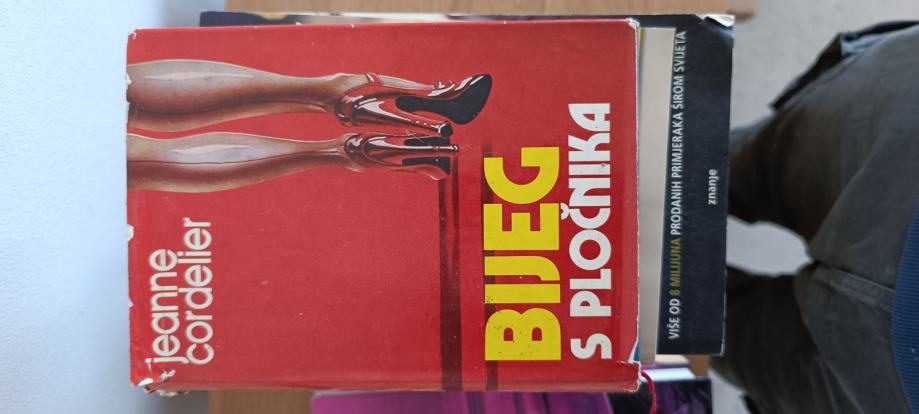 jeanne
cordelier
BIJEG
S PLOČNIKA
VIŠE OD 8 MILIJUNA PRODANIH PRIMJERAKA ŠIROM SVIJETA
znanje